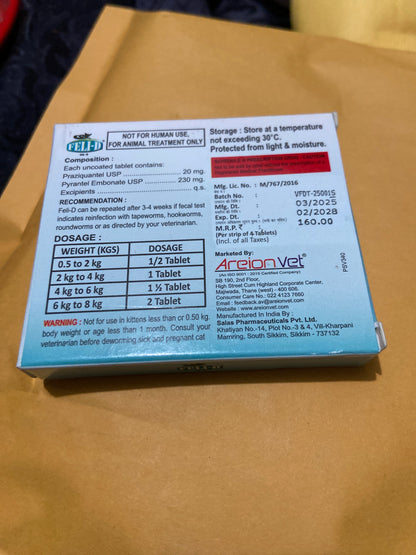 FELI-D
NOT FOR HUMAN USE,
FOR ANIMAL TREATMENT ONLY
Composition :
Each uncoated tablet contains:
Praziquantel USP 20 mg.
Pyrantel Embonate USP 230 mg.
Excipients q.s.
RECOMMENDATION :
Feli-D can be repeated after 3-4 weeks if fecal test
indicates reinfection with tapeworms, hookworms,
roundworms or as directed by your veterinarian.
DOSAGE :
WEIGHT (KGS) DOSAGE
0.5 to 2 kg 1/2 Tablet
2 kg to 4 kg 1 Tablet
4 kg to 6 kg 1 ½ Tablet
6 kg to 8 kg 2 Tablet
WARNING : Not for use in kittens less than or 0.50 kg.
body weight or age less than 1 month. Consult your
veterinarian before deworming sick and pregnant cat
Storage : Store at a temperature
not exceeding 30°C.
Protected from light & moisture.
Mfg. Lic. No. : M/767/2016
Batch No. : VFDT-25001S
Mfg. Dt. : 03/2025
Exp. Dt. : 02/2028
M.R.P. ₹ : 160.00
(Per strip of 4 Tablets)
(Incl. of all Taxes)
Marketed By:
AreionVet
(An ISO 9001 : 2015 Certified Company)
SB 190, 2nd Floor,
High Street Cum Highland Corporate Center,
Majiwada, Thane (west) - 400 606.
Consumer Care No.: 022 4123 7660
Email : feedback.av@areionvet.com
Website : www.areionvet.com
Manufactured In India By :
Salas Pharmaceuticals Pvt. Ltd.
Khatiyan No.-14, Plot No.-3 & 4, Vill-Kharpani
Mamring, South Sikkim, Sikkim - 737132